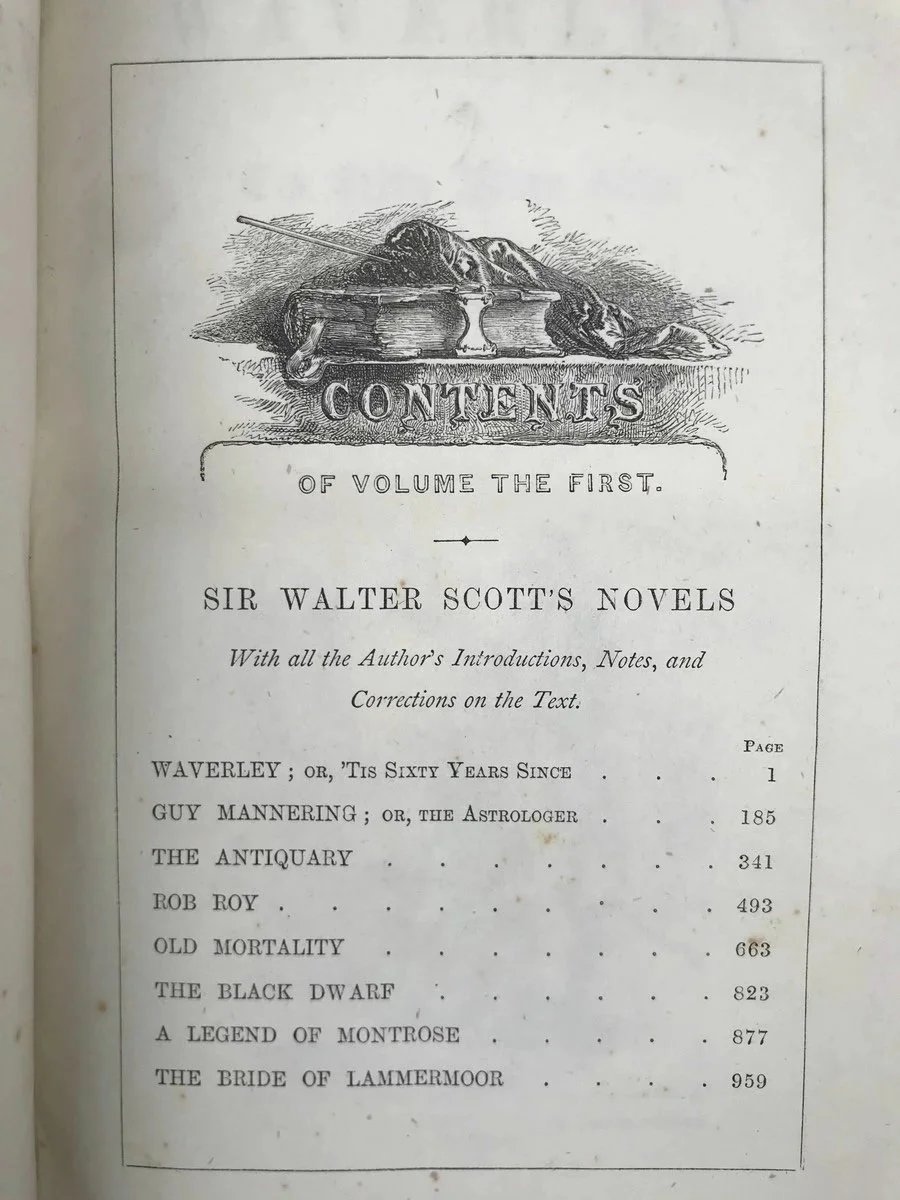 CONTENTS
OF VOLUME THE FIRST.
SIR WALTER SCOTT'S NOVELS
With all the Author's Introductions, Notes, and
Corrections on the Text.
PAGE
WAVERLEY; OR, 'TIS SIXTY YEARS SINCE . . . 1
GUY MANNERING; OR, THE ASTROLOGER . . . 185
THE ANTIQUARY . . . . . . . 341
ROB ROY . . . . . . . . . 493
OLD MORTALITY . . . . . . . 663
THE BLACK DWARF . . . . . . 823
A LEGEND OF MONTROSE . . . . . 877
THE BRIDE OF LAMMERMOOR . . . . 959